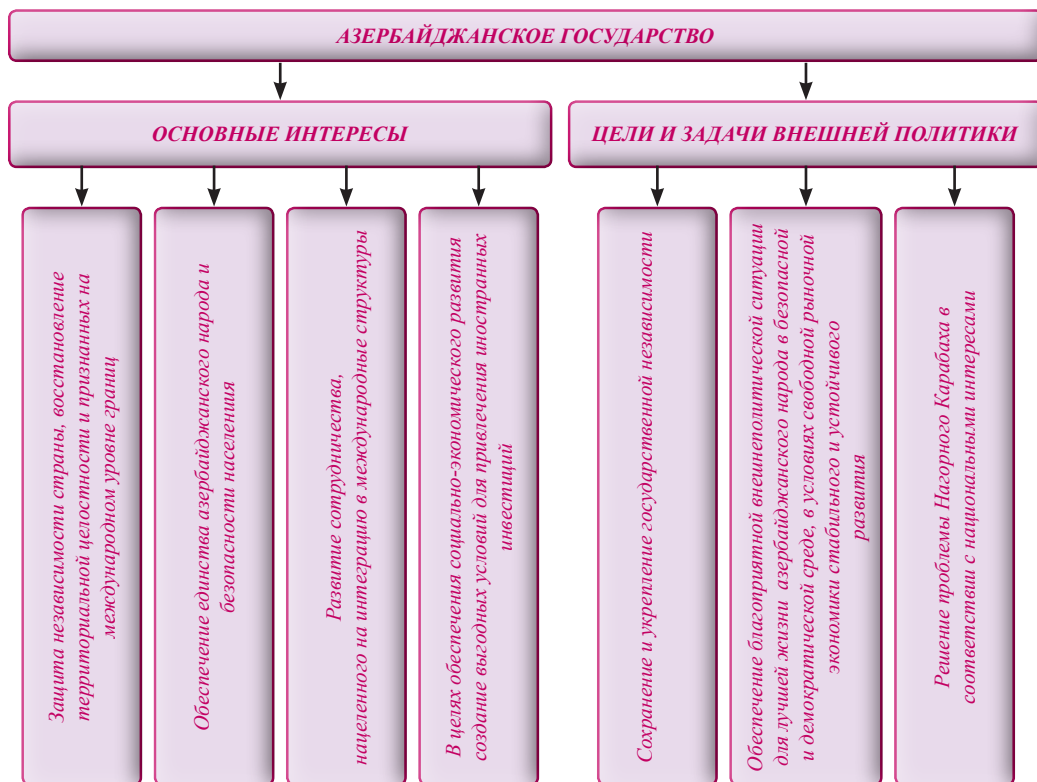 АЗЕРБАЙДЖАНСКОЕ ГОСУДАРСТВО
ОСНОВНЫЕ ИНТЕРЕСЫ
ЦЕЛИ И ЗАДАЧИ ВНЕШНЕЙ ПОЛИТИКИ
Защита независимости страны, восстановление
территориальной целостности и признанных на
международном уровне границ
Обеспечение единства азербайджанского народа и
безопасности населения
Развитие сотрудничества,
нацеленного на интеграцию в международные структуры
В целях обеспечения социально-экономического развития
создание выгодных условий для привлечения иностранных
инвестиций
Сохранение и укрепление государственной независимости
Обеспечение благоприятной внешнеполитической ситуации
для лучшей жизни азербайджанского народа в безопасной
и демократической среде, в условиях свободной рыночной
экономики стабильного и устойчивого
развития
Решение проблемы Нагорного Карабаха в
соответствии с национальными интересами